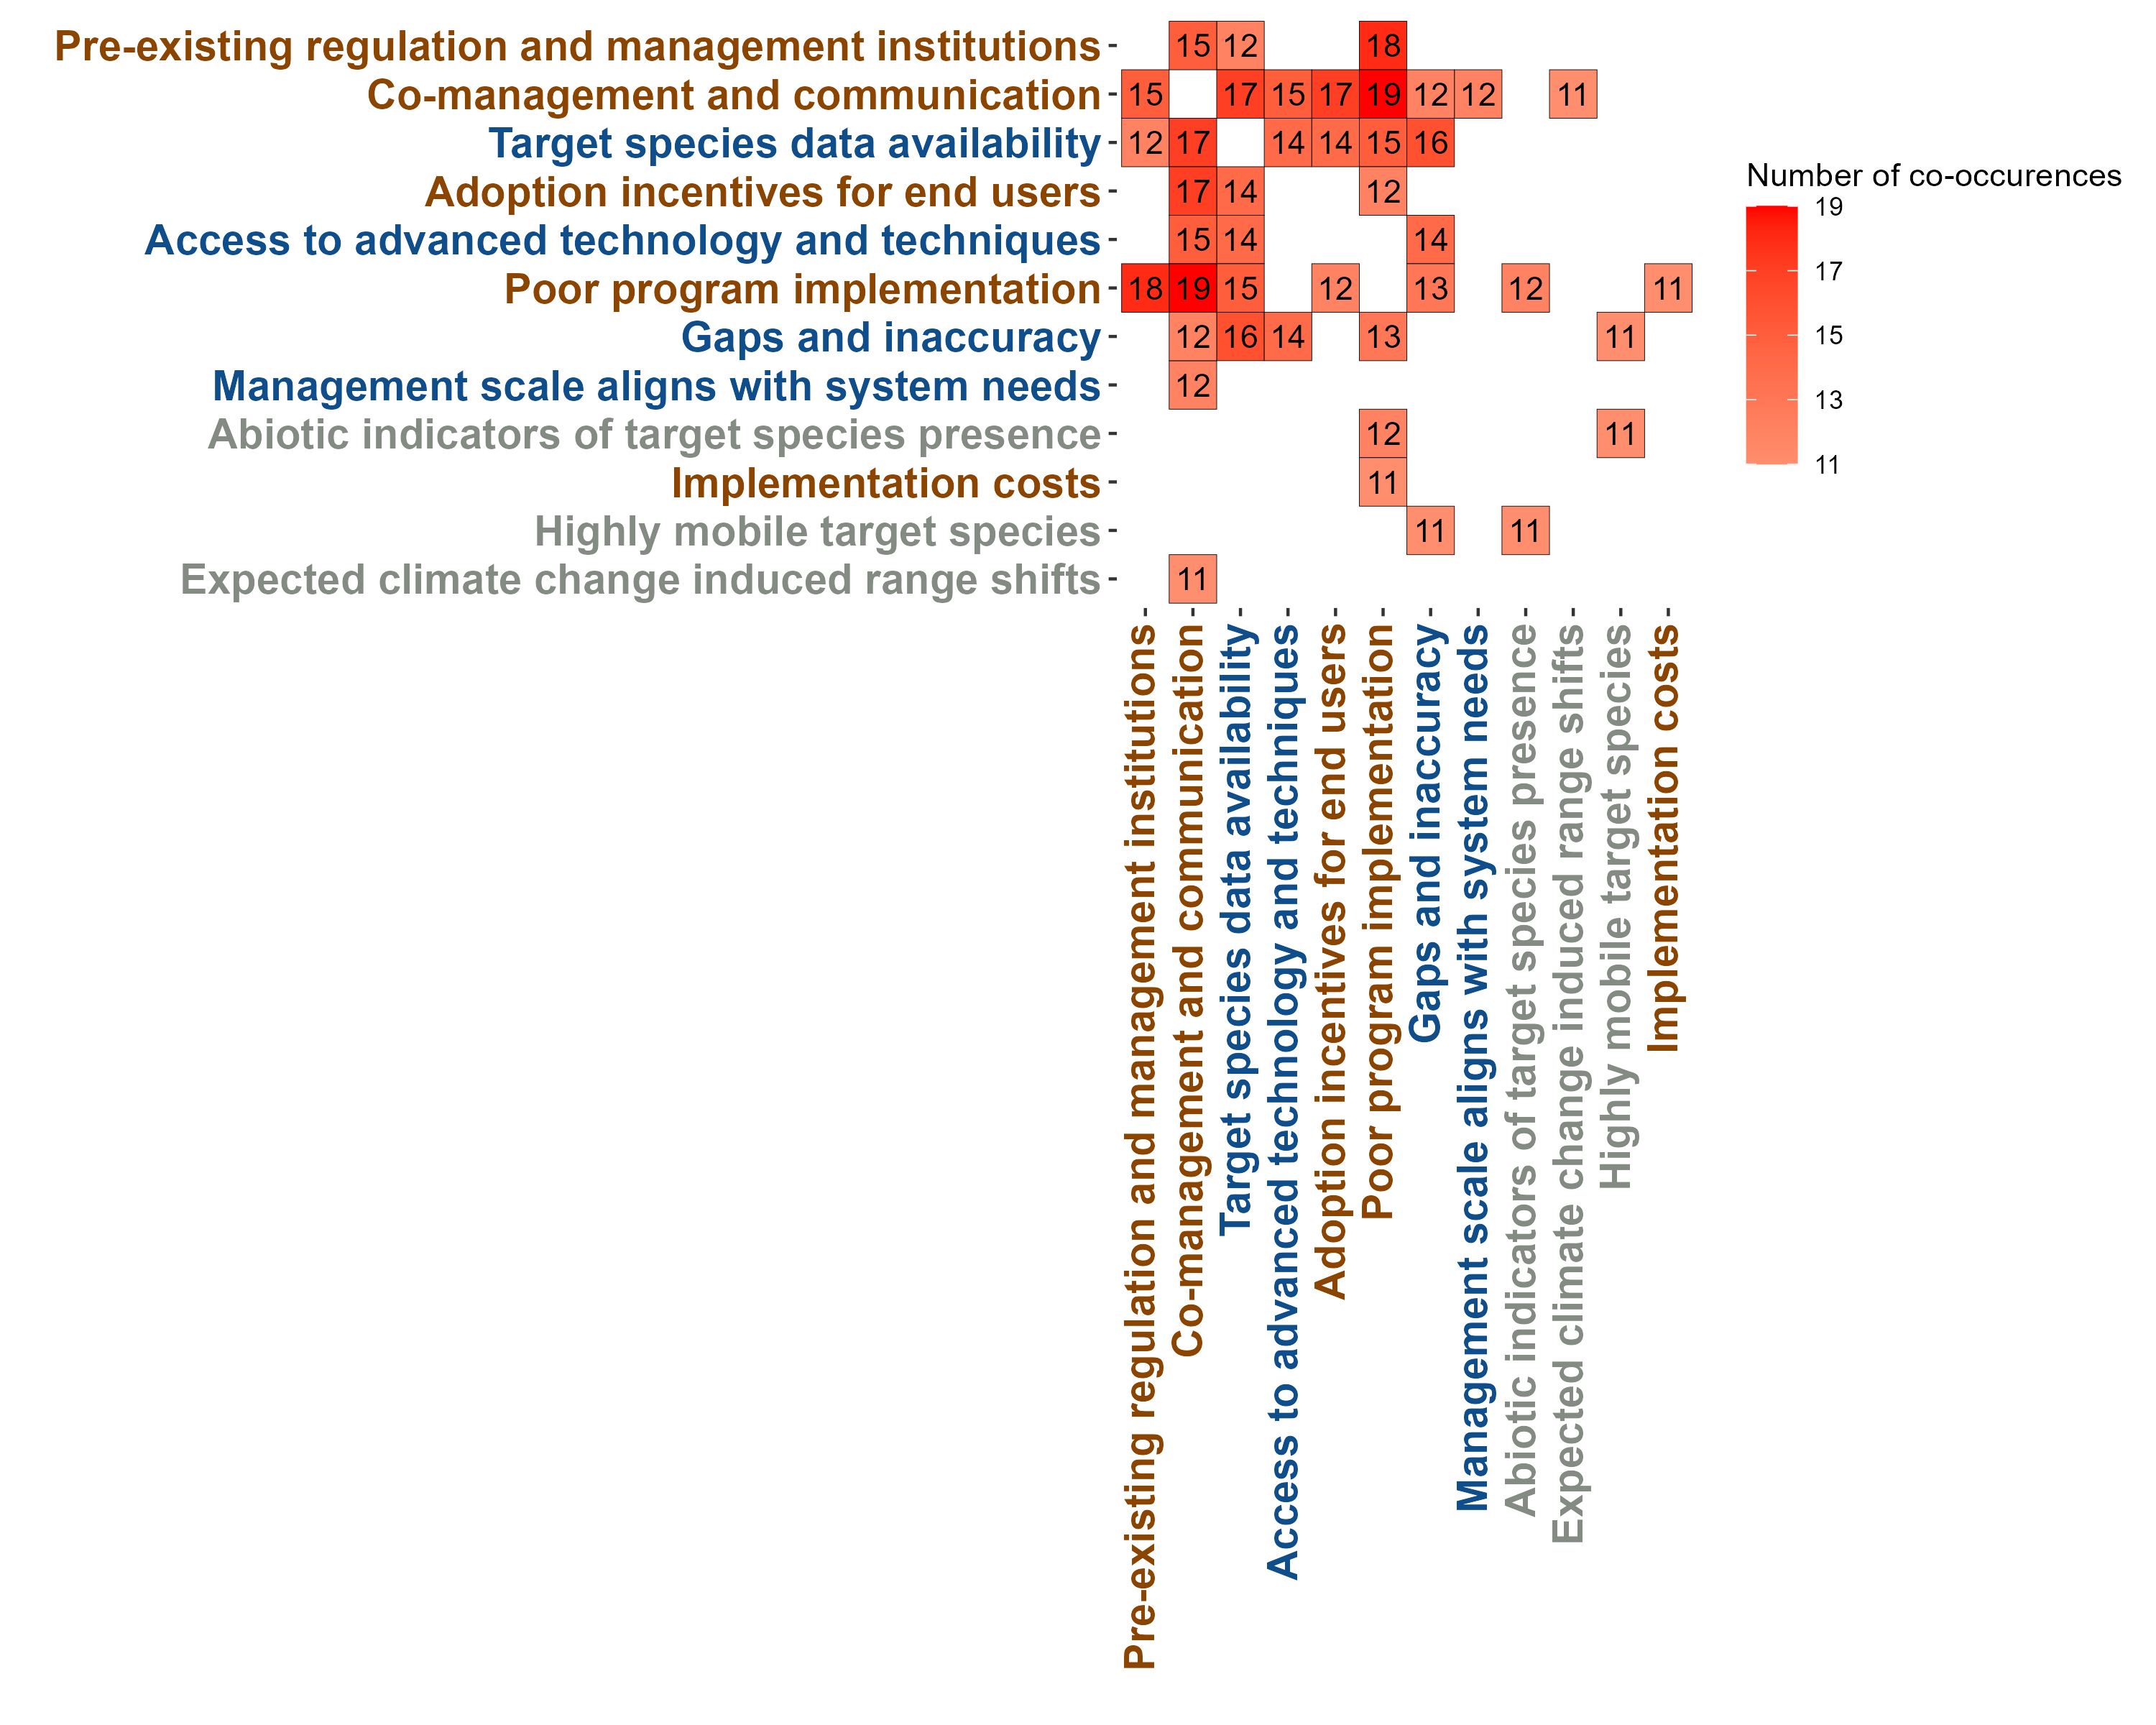 Pre-existing regulation and management institutions 15 12 18
Co-management and communication 15 17 15 17 19 12 12 11
Target species data availability 12 17 14 14 15 16
Adoption incentives for end users 17 14 12
Access to advanced technology and techniques 15 14 14
Poor program implementation 18 19 15 12 13 12 11
Gaps and inaccuracy 12 16 14 13 11
Management scale aligns with system needs 12
Abiotic indicators of target species presence 12 11
Implementation costs 11
Highly mobile target species 11 11
Expected climate change induced range shifts 11
Number of co-occurences
19
17
15
13
11
Pre-existing regulation and management institutions
Co-management and communication
Target species data availability
Access to advanced technology and techniques
Adoption incentives for end users
Poor program implementation
Gaps and inaccuracy
Management scale aligns with system needs
Abiotic indicators of target species presence
Expected climate change induced range shifts
Highly mobile target species
Implementation costs